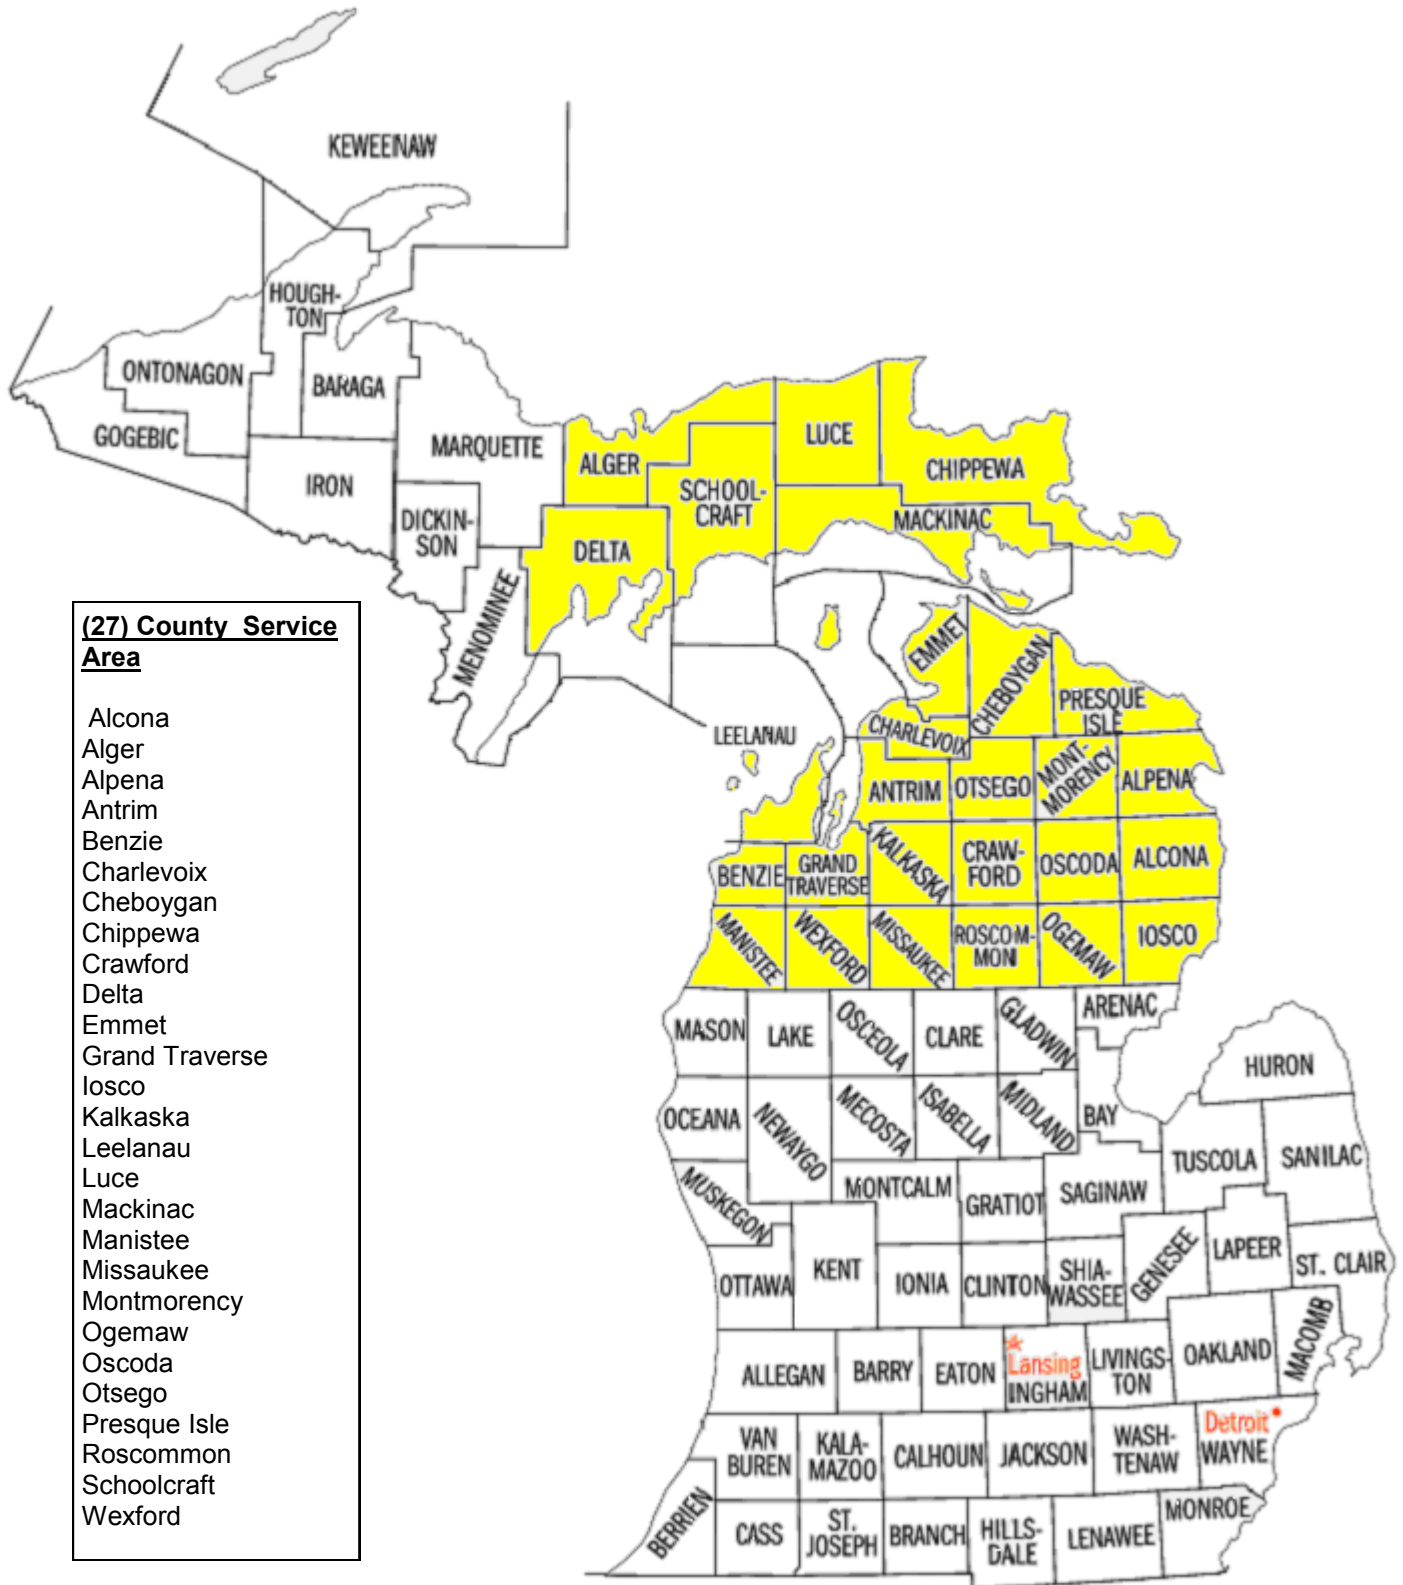 KEWEENAW
HOUGH-
TON
ONTONAGON
BARAGA
GOGEBIC
MARQUETTE
IRON
DICKIN-
SON
MENOMINEE
ALGER
LUCE
CHIPPEWA
SCHOOL-
CRAFT
MACKINAC
DELTA
(27) County Service
Area
Alcona
Alger
Alpena
Antrim
Benzie
Charlevoix
Cheboygan
Chippewa
Crawford
Delta
Emmet
Grand Traverse
Iosco
Kalkaska
Leelanau
Luce
Mackinac
Manistee
Missaukee
Montmorency
Ogemaw
Oscoda
Otsego
Presque Isle
Roscommon
Schoolcraft
Wexford
EMMET
CHEBOYGAN
PRESQUE
ISLE
LEELANAU
CHARLEVOIX
ANTRIM
OTSEGO
MONT-
MORENCY
ALPENA
BENZIE
GRAND
TRAVERSE
KALKASKA
CRAW-
FORD
OSCODA
ALCONA
MANISTEE
WEXFORD
MISSAUKEE
ROSCOM-
MON
OGEMAW
IOSCO
MASON
LAKE
OSCEOLA
CLARE
GLADWIN
ARENAC
HURON
OCEANA
NEWAYGO
MECOSTA
ISABELLA
MIDLAND
BAY
TUSCOLA
SANILAC
MUSKEGON
MONTCALM
GRATIOT
SAGINAW
OTTAWA
KENT
IONIA
CLINTON
SHIA-
WASSEE
GENESEE
LAPEER
ST. CLAIR
ALLEGAN
BARRY
EATON
Lansing
INGHAM
LIVINGS-
TON
OAKLAND
MACOMB
VAN
BUREN
KALA-
MAZOO
CALHOUN
JACKSON
WASH-
TENAW
Detroit
WAYNE
BERRIEN
CASS
ST.
JOSEPH
BRANCH
HILLS-
DALE
LENAWEE
MONROE